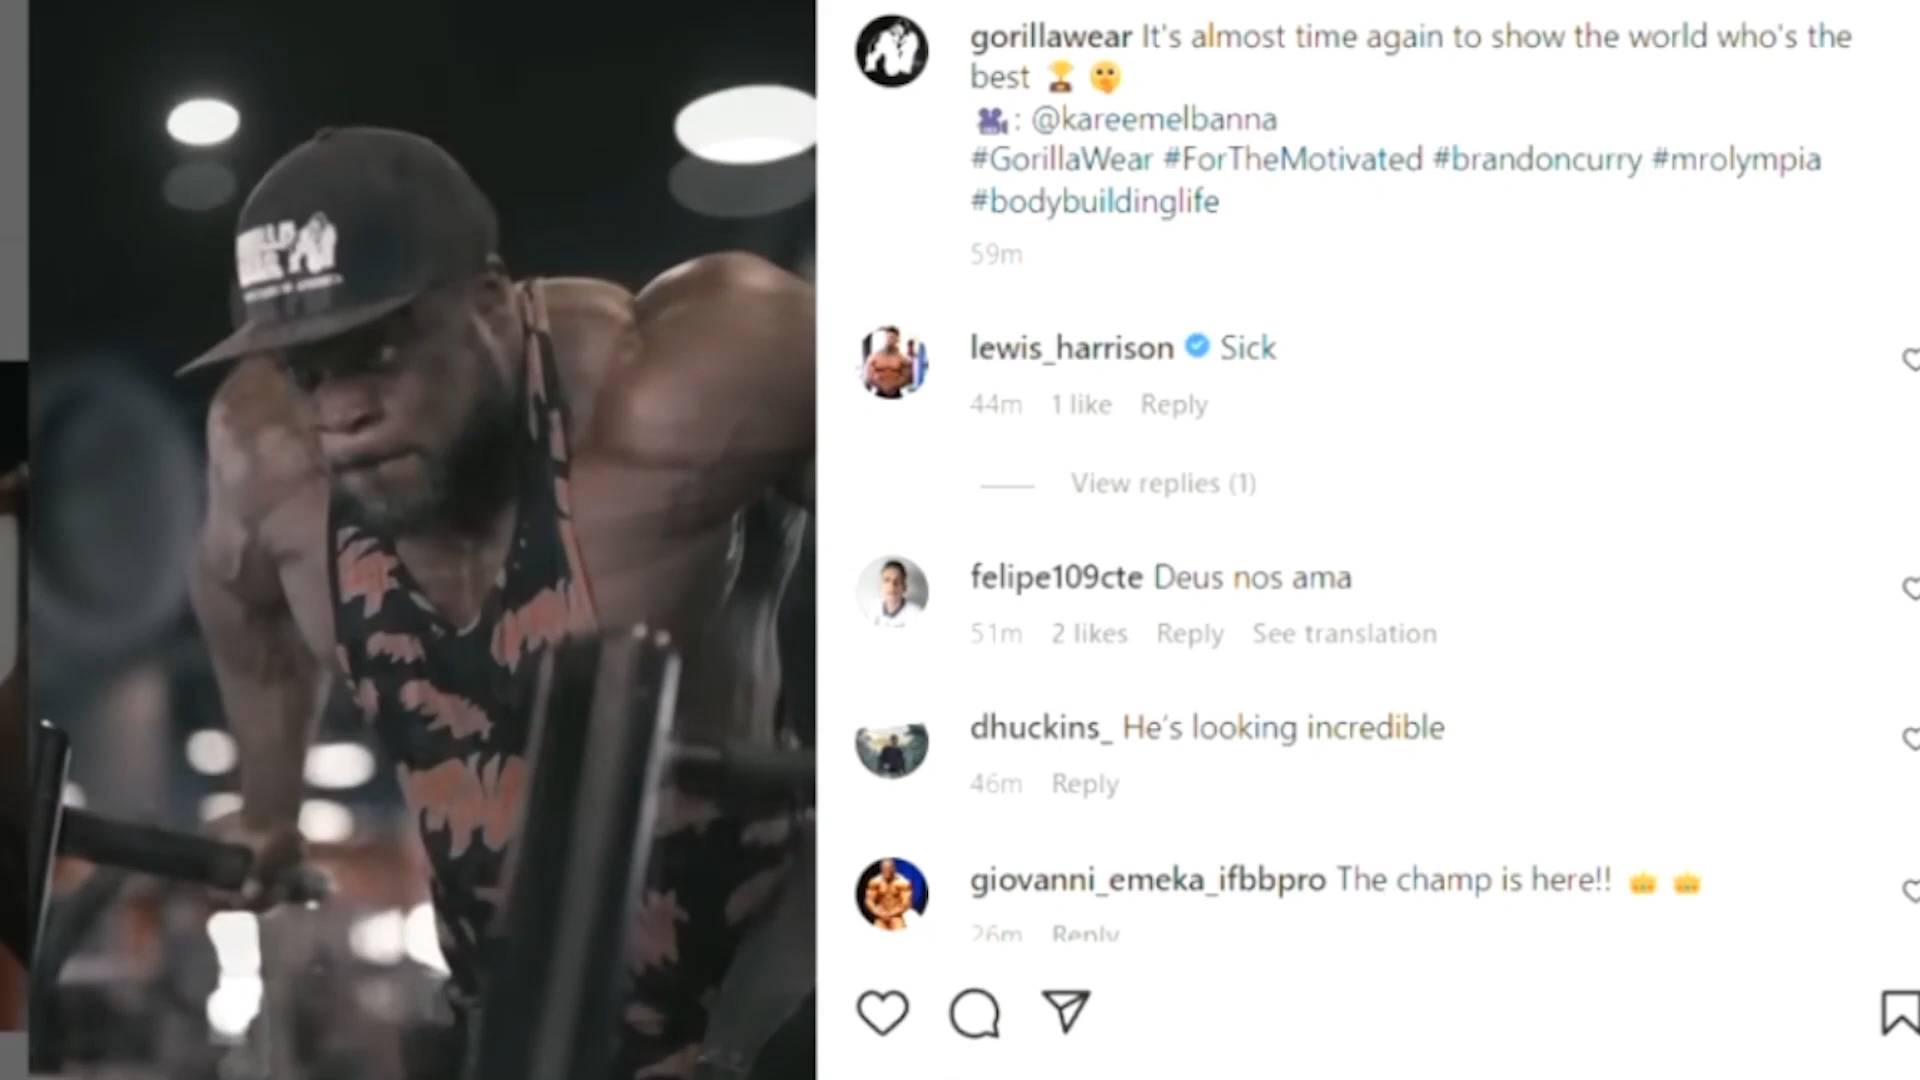 gorillawear It's almost time again to show the world who's the
best 🏆 🤫
🎥: @kareemelbanna
#GorillaWear #ForTheMotivated #brandoncurry #mrolympia
#bodybuildinglife
59m
lewis_harrison Sick
44m 1 like Reply
View replies (1)
felipe109cte Deus nos ama
51m 2 likes Reply See translation
dhuckins_ He's looking incredible
46m Reply
giovanni_emeka_ifbbpro The champ is here!! 👑 👑
26m Reply